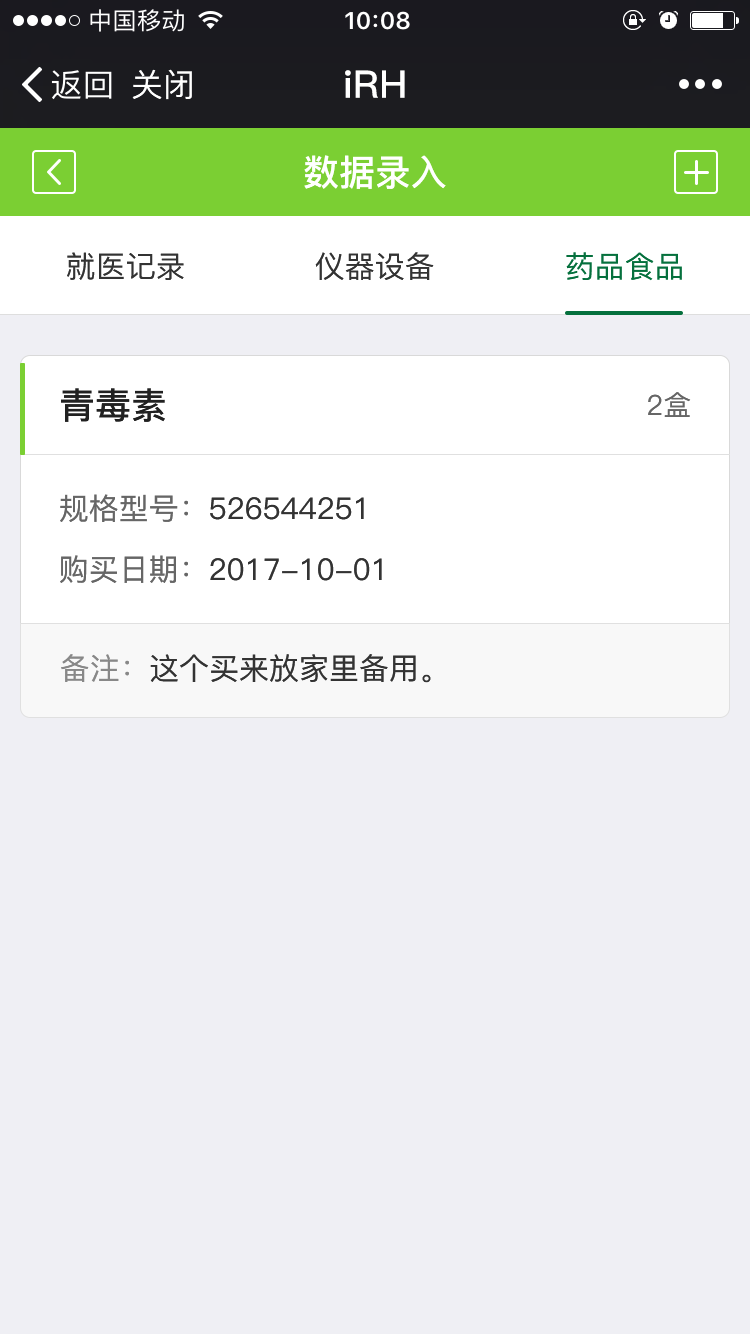 中国移动 10:08
返回 关闭 iRH
数据录入
就医记录 仪器设备 药品食品
青毒素 2盒
规格型号：526544251
购买日期：2017-10-01
备注：这个买来放家里备用。